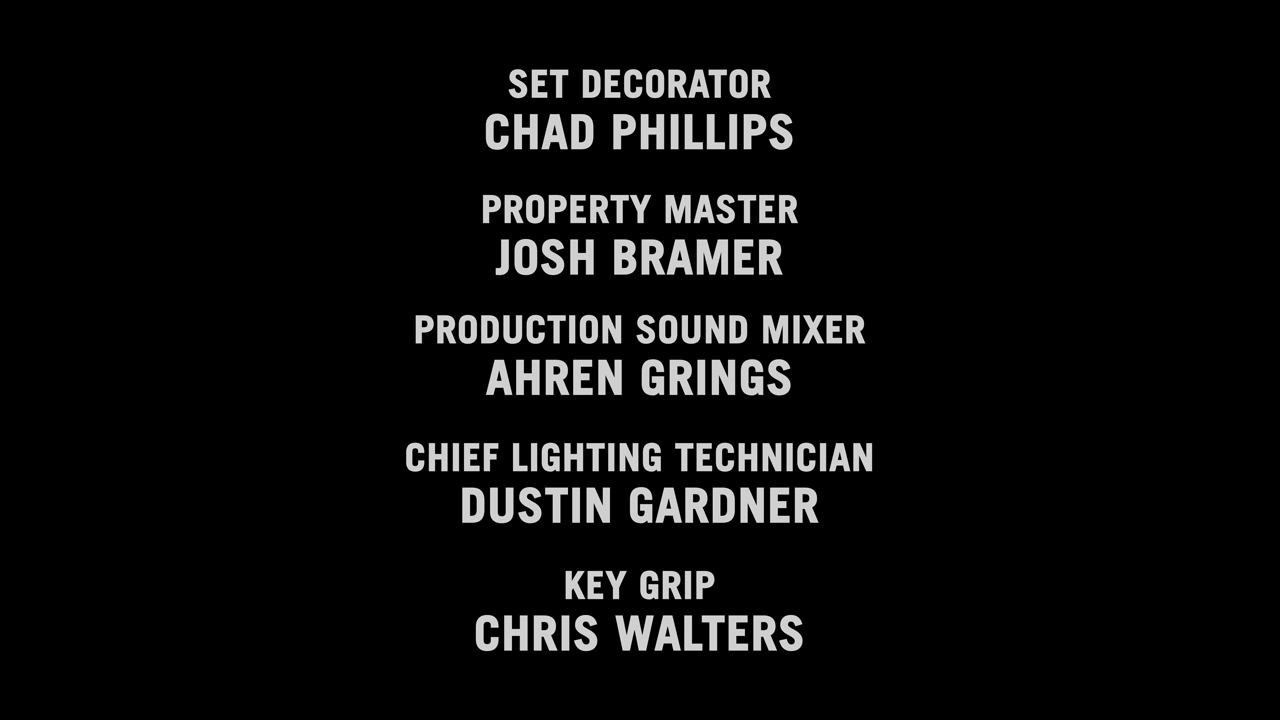 SET DECORATOR
CHAD PHILLIPS
PROPERTY MASTER
JOSH BRAMER
PRODUCTION SOUND MIXER
AHREN GRINGS
CHIEF LIGHTING TECHNICIAN
DUSTIN GARDNER
KEY GRIP
CHRIS WALTERS